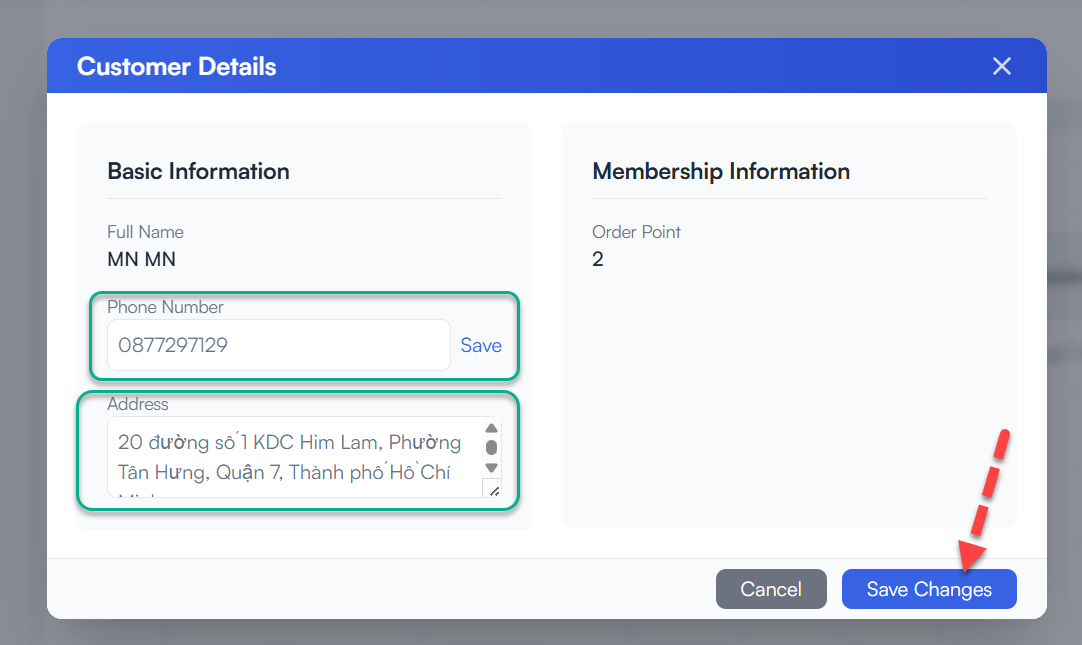 Customer Details
Basic Information
Full Name
MN MN
Phone Number
0877297129
Save
Address
20 đường số 1 KDC Him Lam, Phường
Tân Hưng, Quận 7, Thành phố Hồ Chí
Membership Information
Order Point
2
Cancel
Save Changes